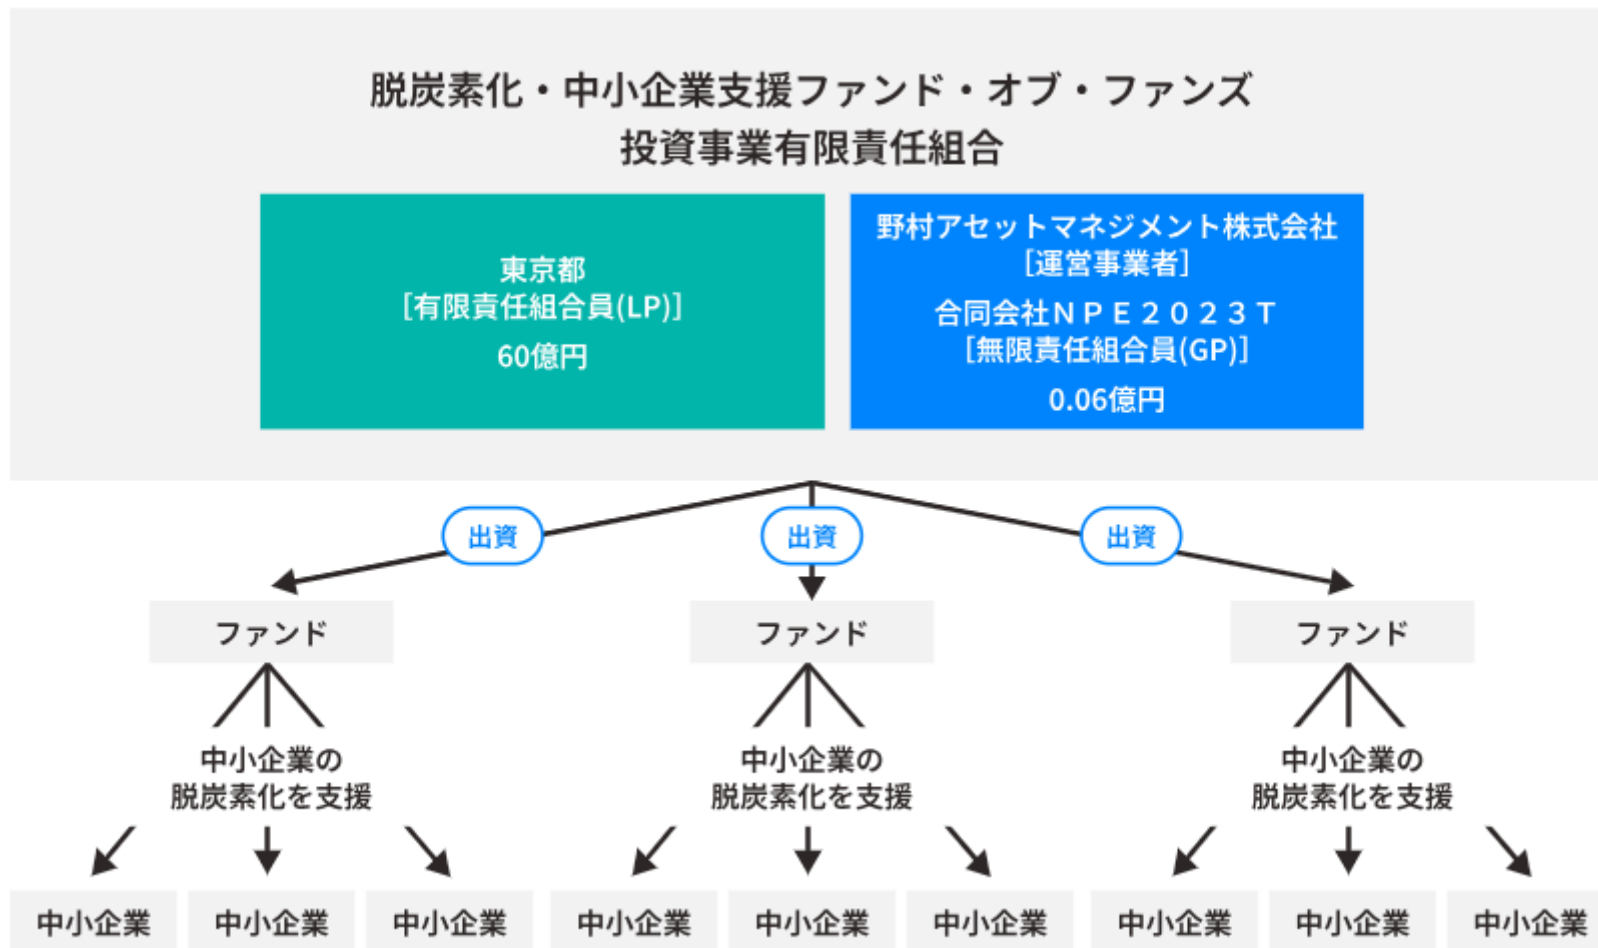 脱炭素化・中小企業支援ファンド・オブ・ファンズ
投資事業有限責任組合
東京都
［有限責任組合員(LP)］
60億円
野村アセットマネジメント株式会社
［運営事業者］
合同会社ＮＰＥ２０２３Ｔ
［無限責任組合員(GP)］
0.06億円
出資
出資
出資
ファンド
ファンド
ファンド
中小企業の
脱炭素化を支援
中小企業の
脱炭素化を支援
中小企業の
脱炭素化を支援
中小企業
中小企業
中小企業
中小企業
中小企業
中小企業
中小企業
中小企業
中小企業